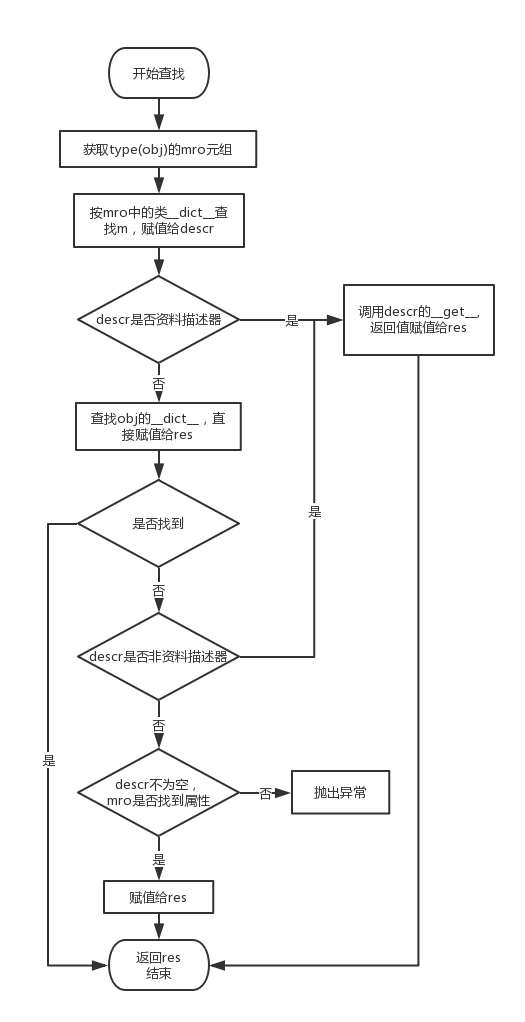 开始查找
获取type(obj)的mro元组
按mro中的类__dict__查
找m，赋值给descr
descr是否资料描述器
是
调用descr的__get__,
返回值赋值给res
否
查找obj的__dict__，直
接赋值给res
是否找到
是
否
descr是否非资料描述器
否
是
descr不为空，
mro是否找到属性
否
抛出异常
是
赋值给res
返回res
结束